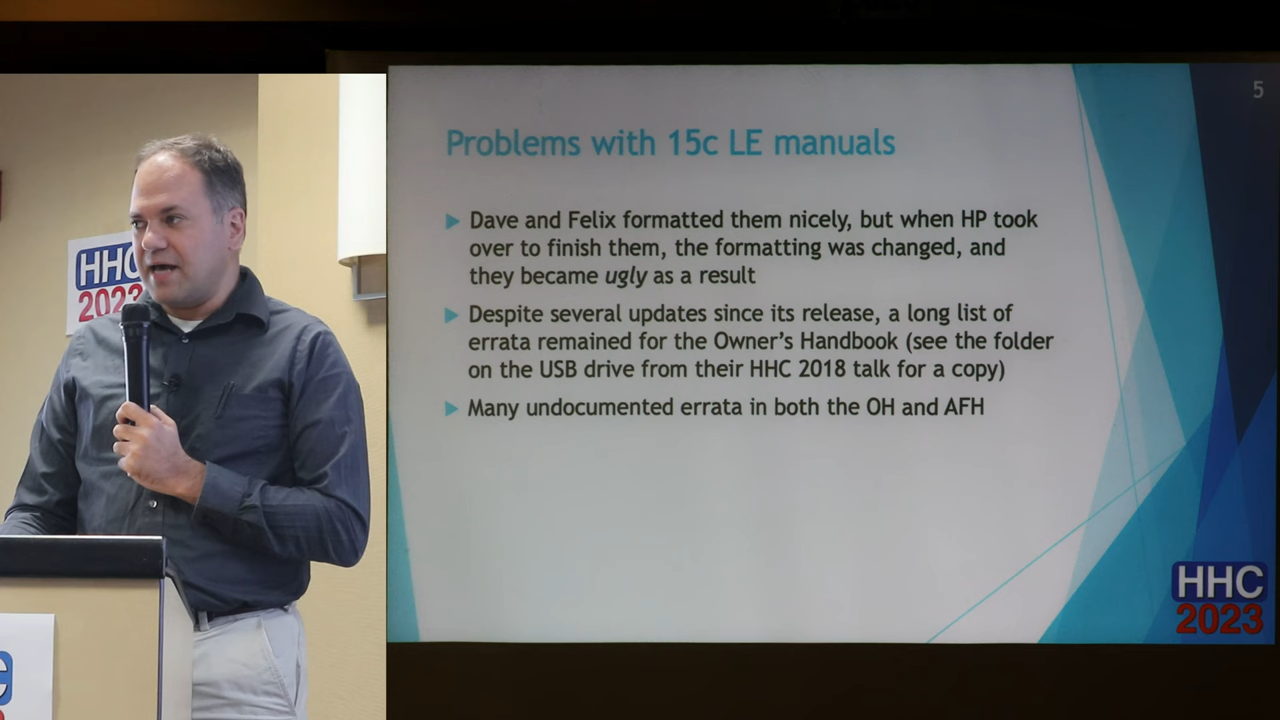 HHC
2023
5
Problems with 15c LE manuals
Dave and Felix formatted them nicely, but when HP took
over to finish them, the formatting was changed, and
they became ugly as a result
Despite several updates since its release, a long list of
errata remained for the Owner's Handbook (see the folder
on the USB drive from their HHC 2018 talk for a copy)
Many undocumented errata in both the OH and AFH
HHC
2023
C